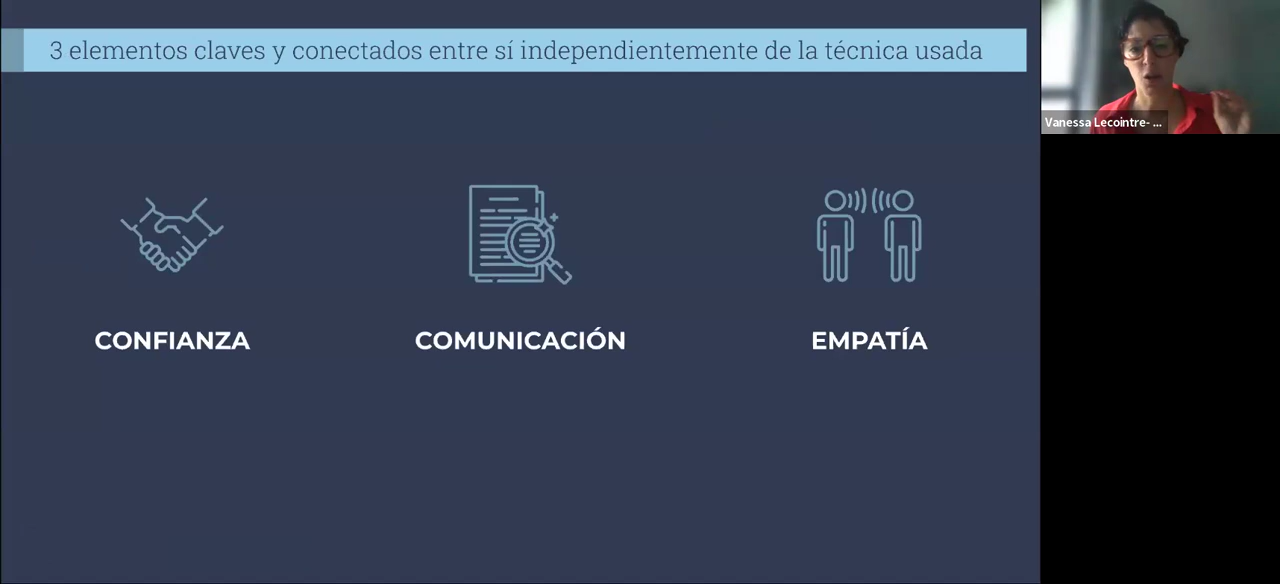 3 elementos claves y conectados entre sí independientemente de la técnica usada
Vanessa Lecointre- ...
CONFIANZA
COMUNICACIÓN
EMPATÍA